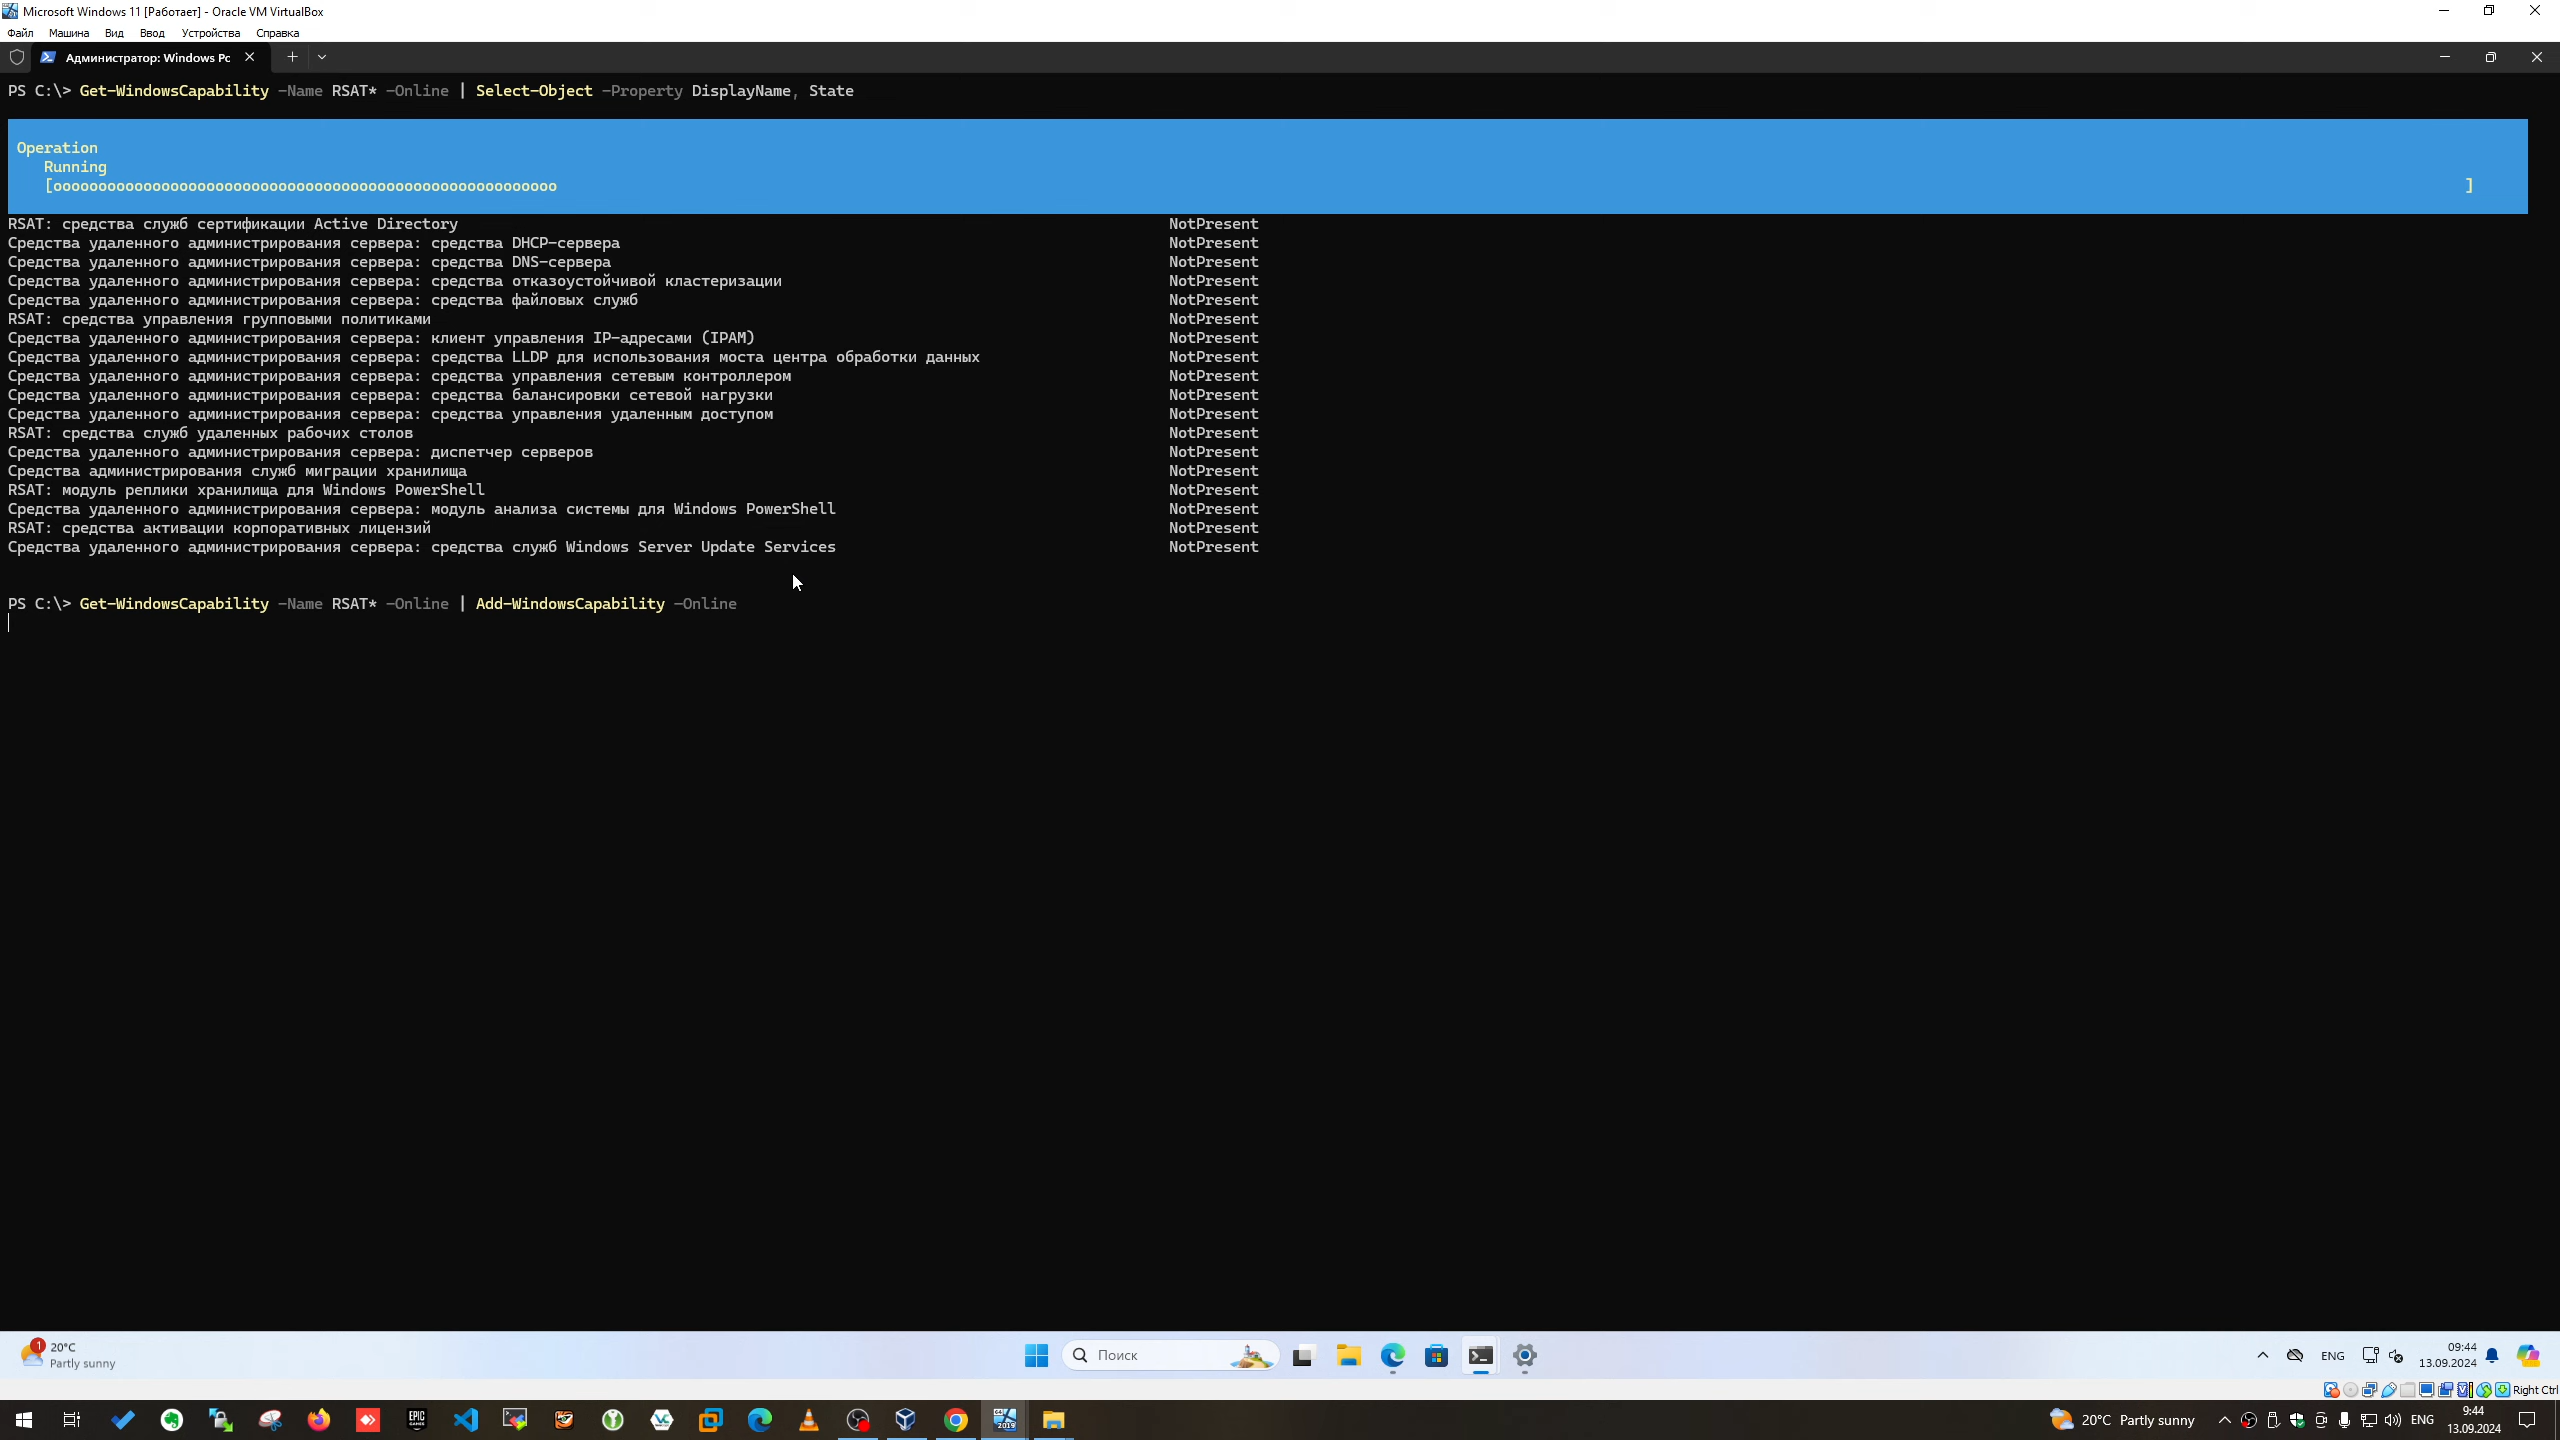 Microsoft Windows 11 [Работает] - Oracle VM VirtualBox
Файл Машина Вид Ввод Устройства Справка
Администратор: Windows Pc
PS C:\> Get-WindowsCapability -Name RSAT* -Online | Select-Object -Property DisplayName, State
Operation
Running
[oooooooooooooooooooooooooooooooooooooooooooooooooooooooo ]
RSAT: средства служб сертификации Active Directory NotPresent
Средства удаленного администрирования сервера: средства DHCP-сервера NotPresent
Средства удаленного администрирования сервера: средства DNS-сервера NotPresent
Средства удаленного администрирования сервера: средства отказоустойчивой кластеризации NotPresent
Средства удаленного администрирования сервера: средства файловых служб NotPresent
RSAT: средства управления групповыми политиками NotPresent
Средства удаленного администрирования сервера: клиент управления IP-адресами (IPAM) NotPresent
Средства удаленного администрирования сервера: средства LLDP для использования моста центра обработки данных NotPresent
Средства удаленного администрирования сервера: средства управления сетевым контроллером NotPresent
Средства удаленного администрирования сервера: средства балансировки сетевой нагрузки NotPresent
Средства удаленного администрирования сервера: средства управления удаленным доступом NotPresent
RSAT: средства служб удаленных рабочих столов NotPresent
Средства удаленного администрирования сервера: диспетчер серверов NotPresent
Средства администрирования служб миграции хранилища NotPresent
RSAT: модуль реплики хранилища для Windows PowerShell NotPresent
Средства удаленного администрирования сервера: модуль анализа системы для Windows PowerShell NotPresent
RSAT: средства активации корпоративных лицензий NotPresent
Средства удаленного администрирования сервера: средства служб Windows Server Update Services NotPresent
PS C:\> Get-WindowsCapability -Name RSAT* -Online | Add-WindowsCapability -Online
1
20°C
Partly sunny
Поиск
ENG
09:44
13.09.2024
Right Ctrl
EPIC GAMES
64
2019
20°C Partly sunny
ENG
9:44
13.09.2024